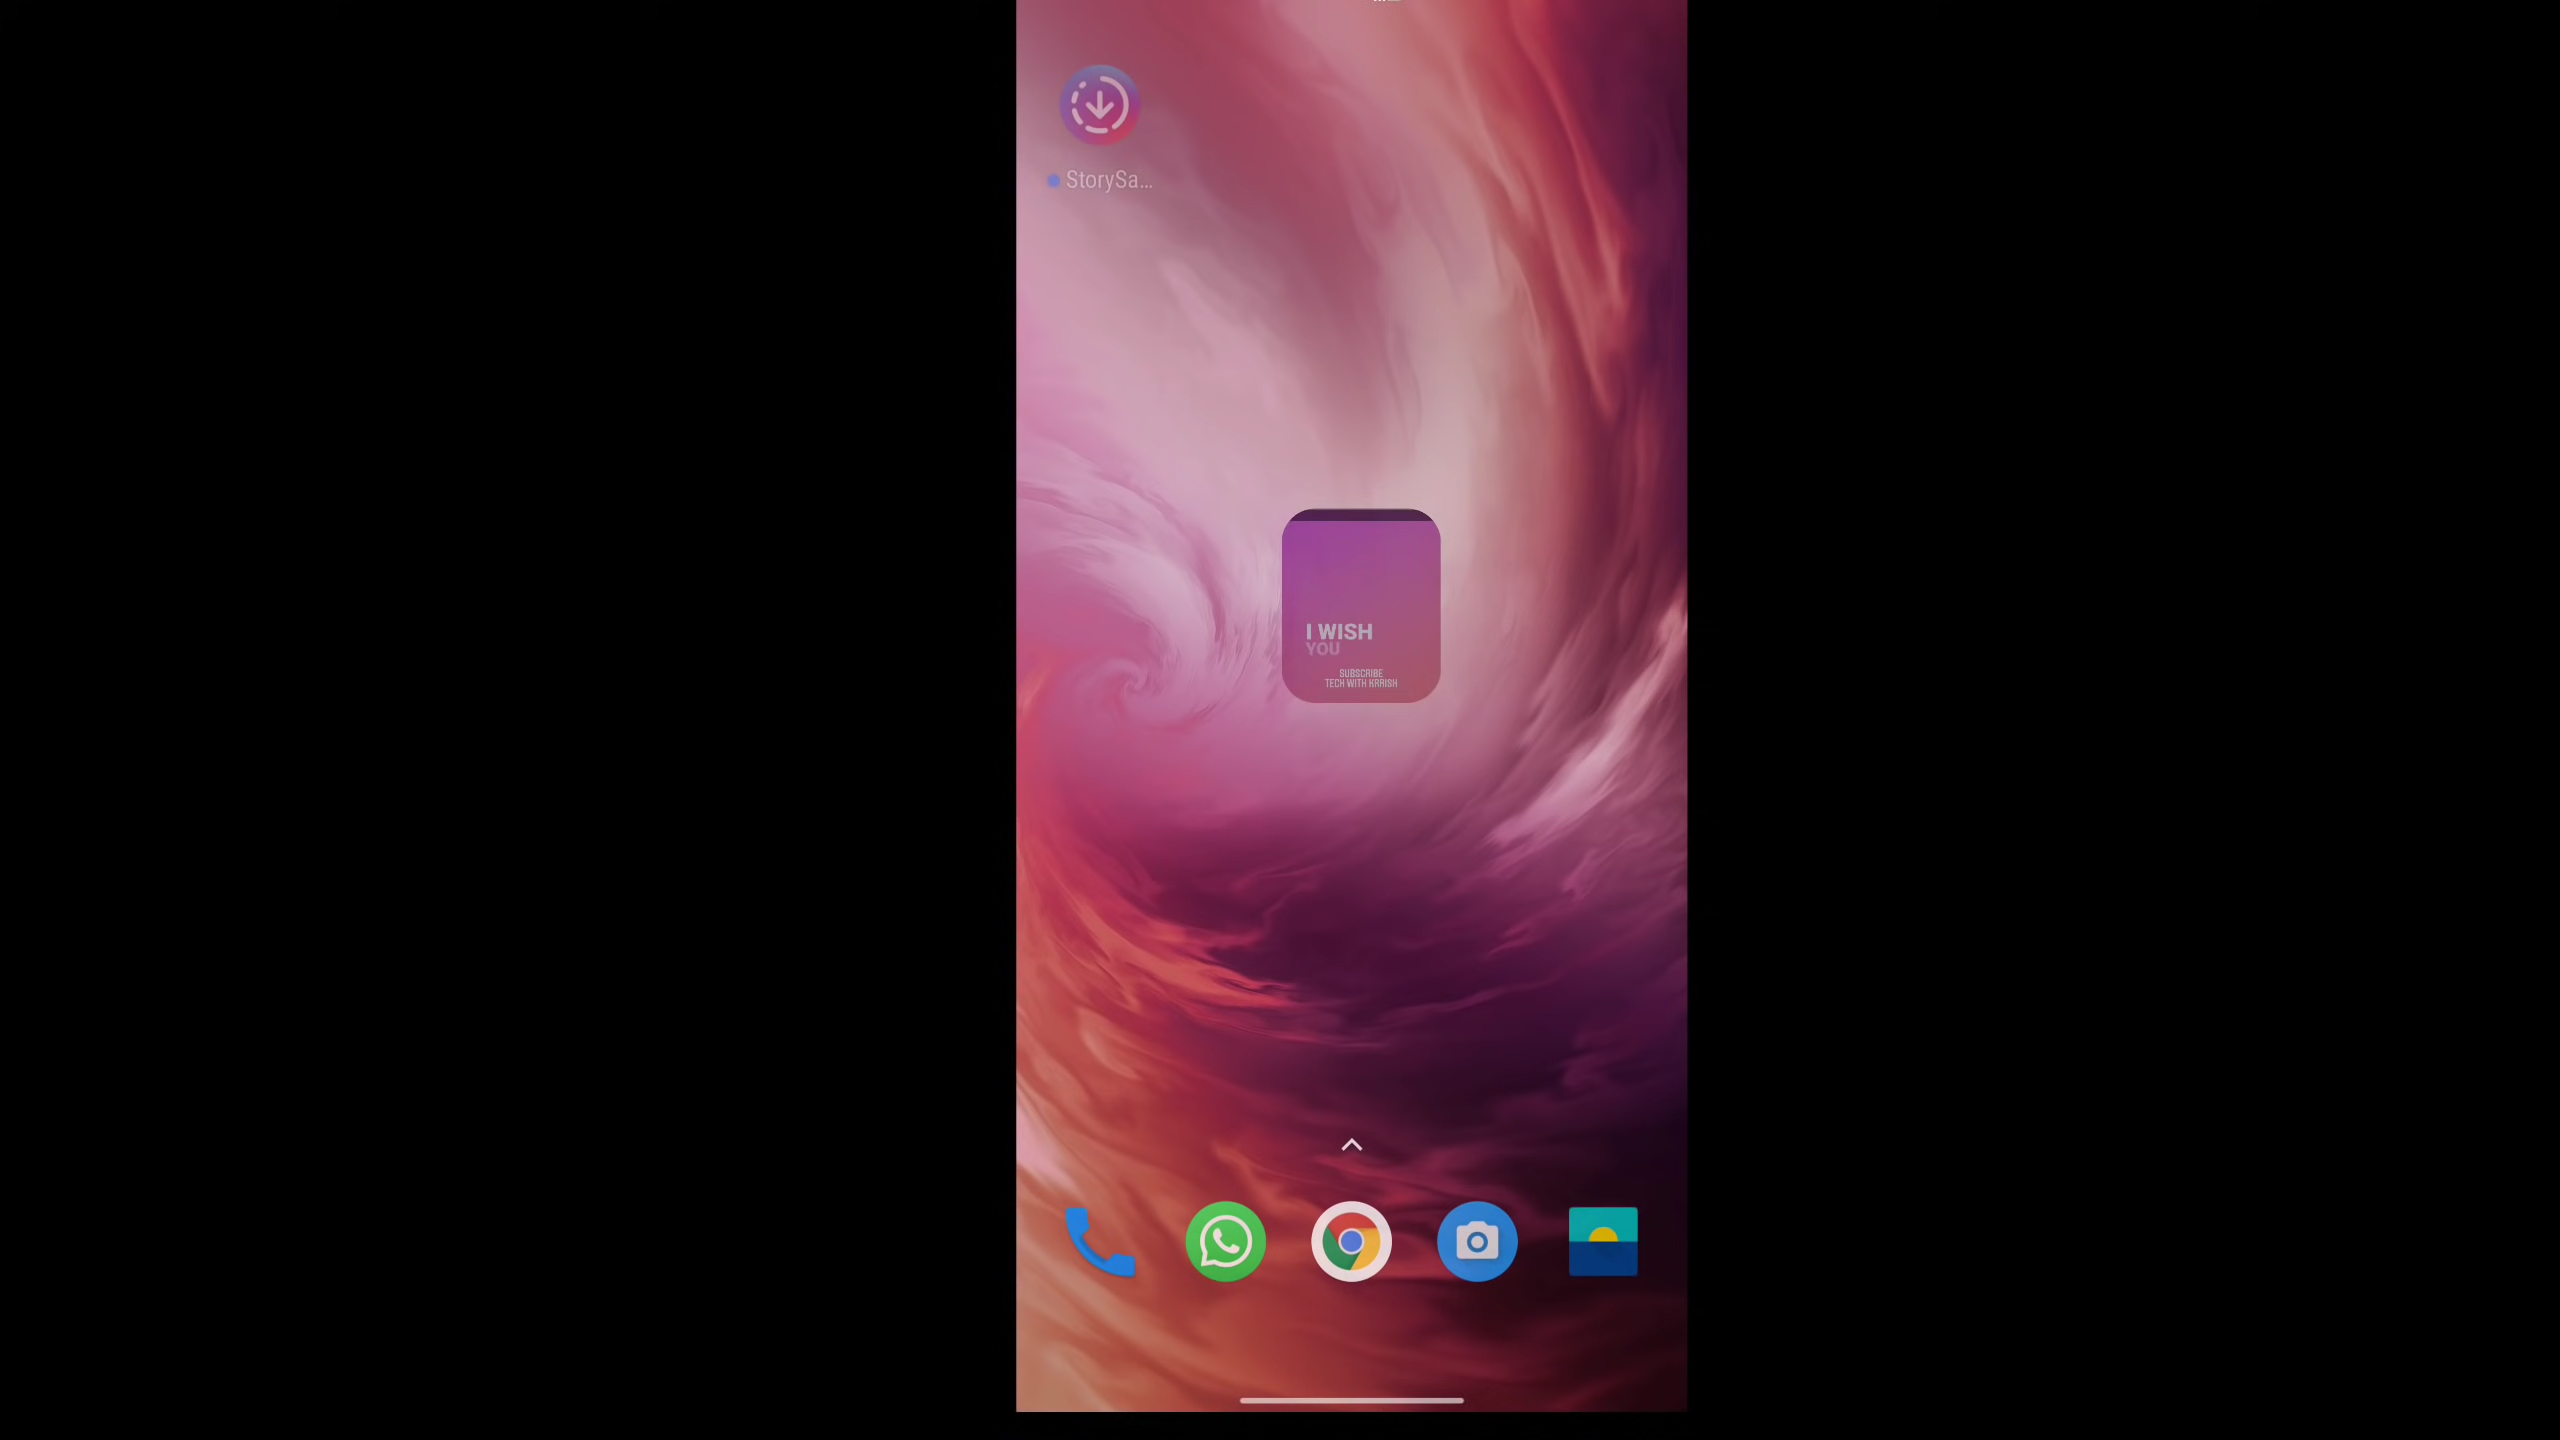 StorySa...
I WISH
YOU
SUBSCRIBE
TECH WITH KRRISH